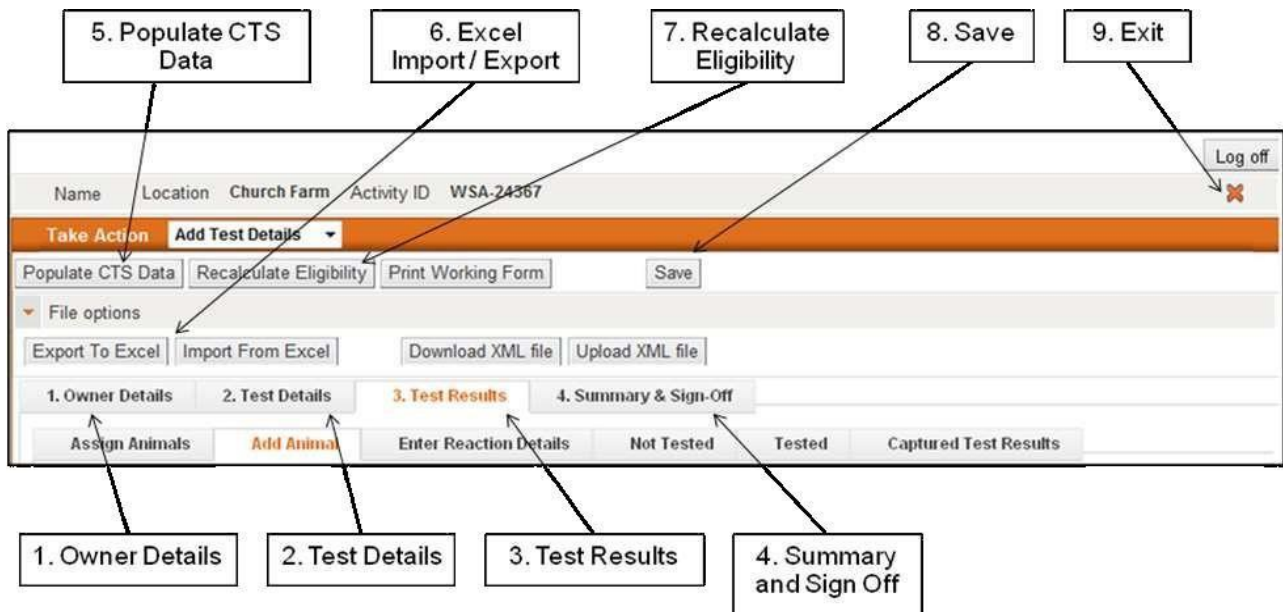 5. Populate CTS
Data
6. Excel
Import / Export
7. Recalculate
Eligibility
8. Save
9. Exit
Log off
Name Location Church Farm Activity ID WSA-24367
Take Action Add Test Details
Populate CTS Data Recalculate Eligibility Print Working Form Save
File options
Export To Excel Import From Excel Download XML file Upload XML file
1. Owner Details 2. Test Details 3. Test Results 4. Summary & Sign-Off
Assign Animals Add Animal Enter Reaction Details Not Tested Tested Captured Test Results
1. Owner Details
2. Test Details
3. Test Results
4. Summary
and Sign Off